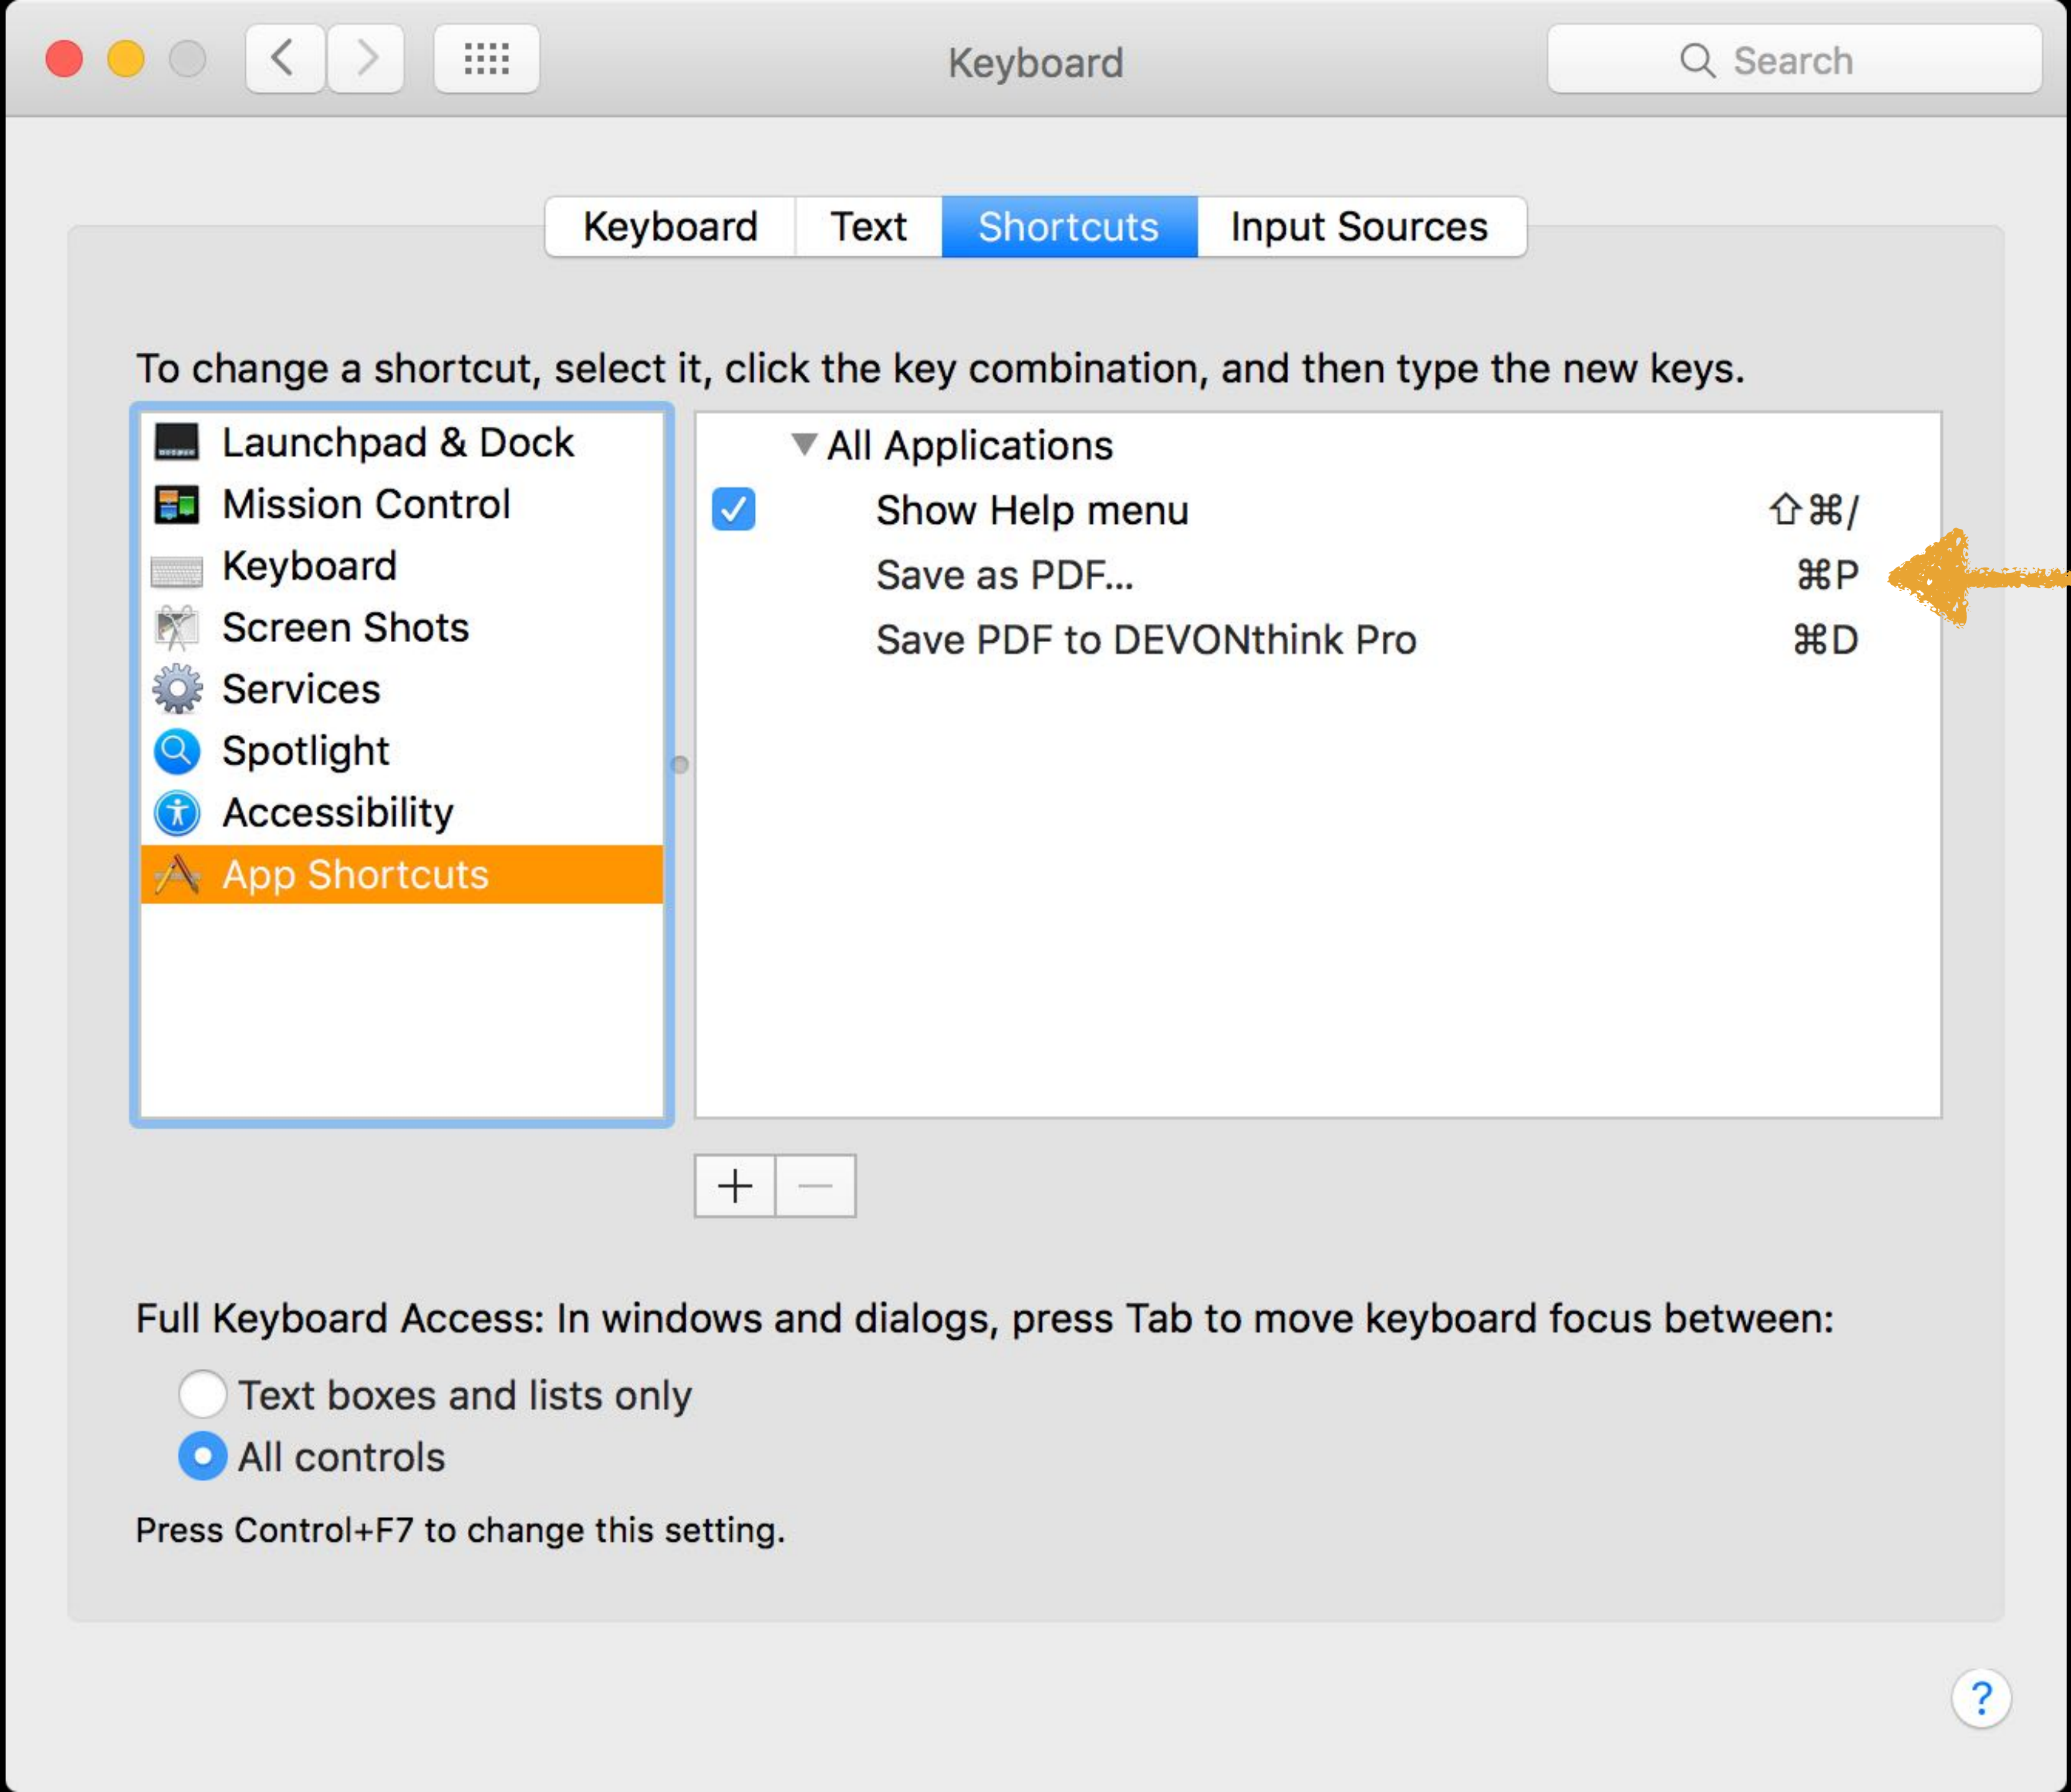 Keyboard
Search
Keyboard Text Shortcuts Input Sources
To change a shortcut, select it, click the key combination, and then type the new keys.
Launchpad & Dock
Mission Control
Keyboard
Screen Shots
Services
Spotlight
Accessibility
App Shortcuts
All Applications
Show Help menu ⇧⌘/
Save as PDF... ⌘P
Save PDF to DEVONthink Pro ⌘D
+ −
Full Keyboard Access: In windows and dialogs, press Tab to move keyboard focus between:
Text boxes and lists only
All controls
Press Control+F7 to change this setting.
?